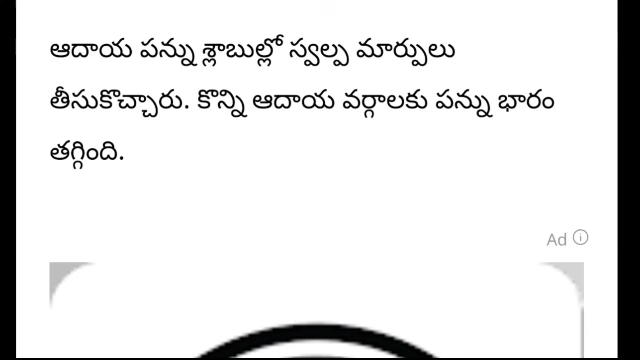 ఆదాయ పన్ను శ్లాబుల్లో స్వల్ప మార్పులు
తీసుకొచ్చారు. కొన్ని ఆదాయ వర్గాలకు పన్ను భారం
తగ్గింది.
Ad